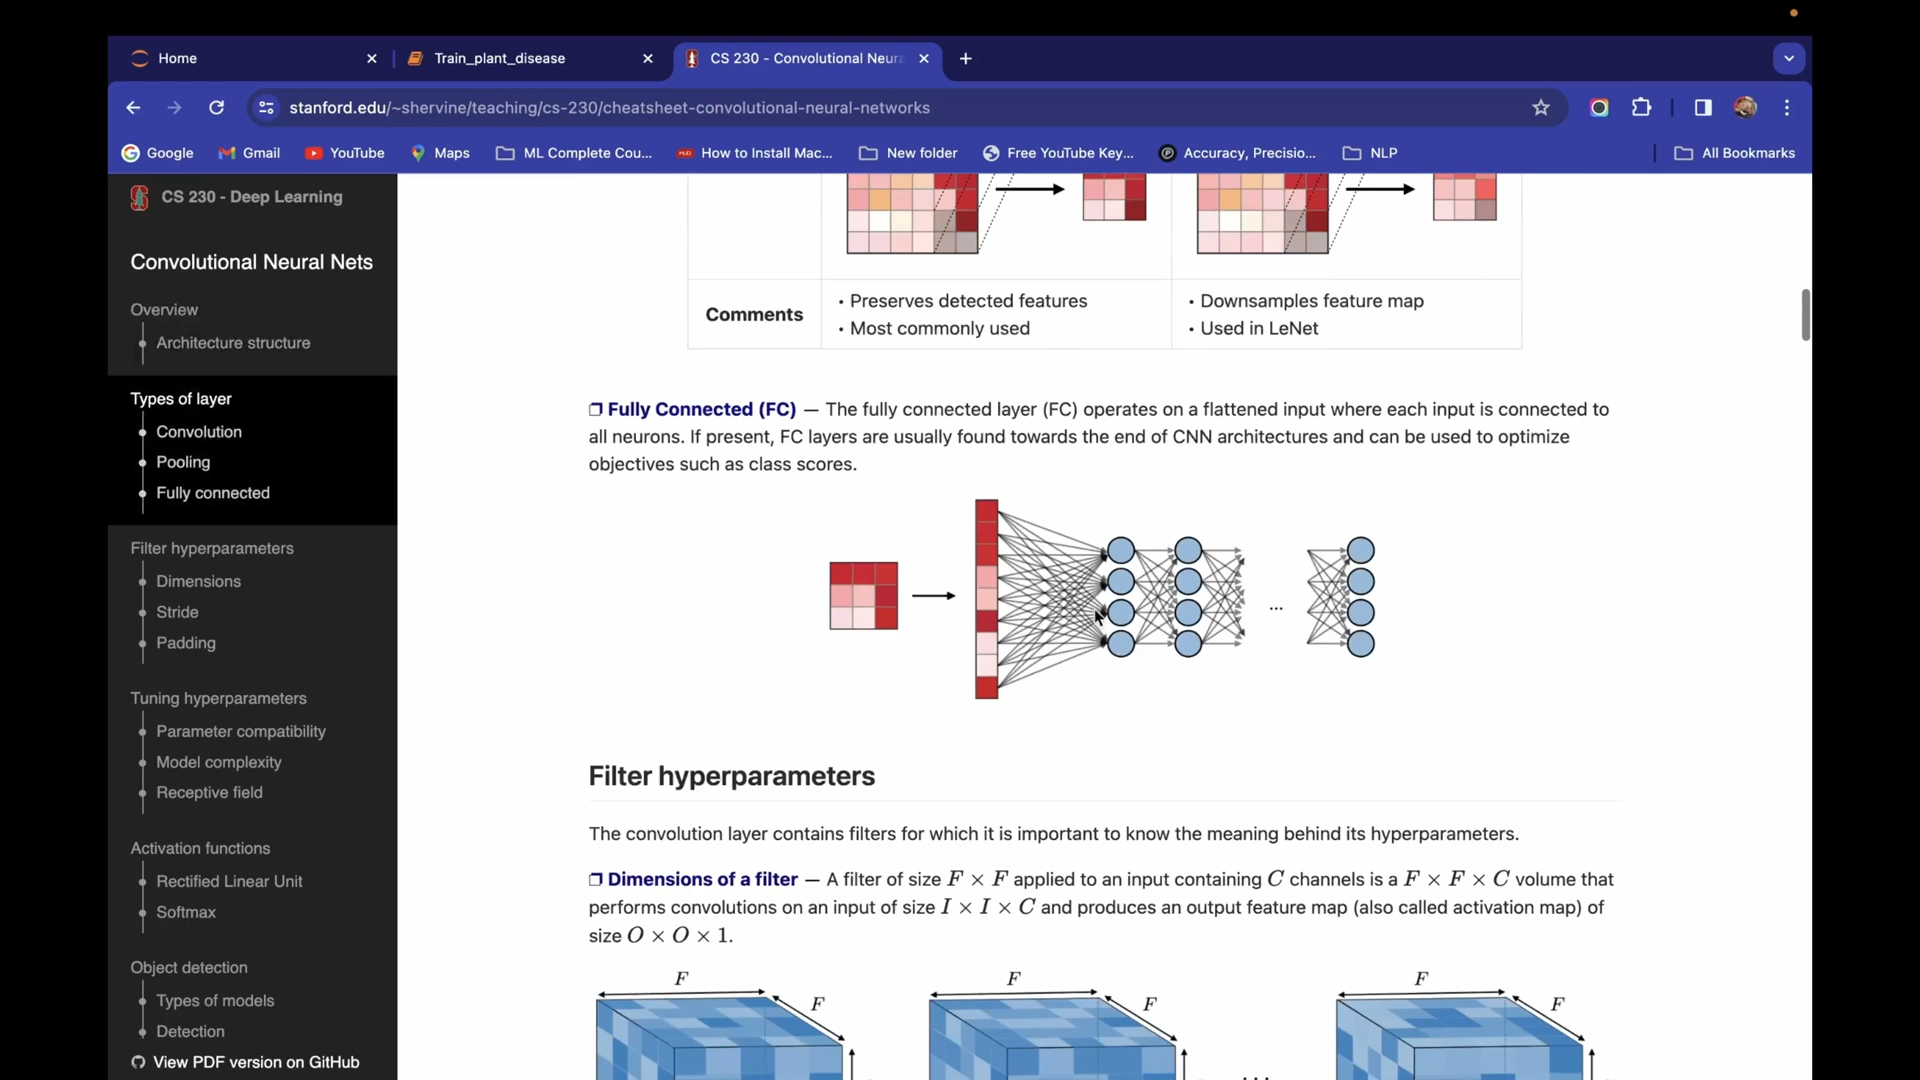 Home
Train_plant_disease
CS 230 - Convolutional Neura
stanford.edu/~shervine/teaching/cs-230/cheatsheet-convolutional-neural-networks
Google
Gmail
YouTube
Maps
ML Complete Cou...
How to Install Mac...
New folder
Free YouTube Key...
Accuracy, Precisio...
NLP
All Bookmarks
CS 230 - Deep Learning
Convolutional Neural Nets
Overview
Architecture structure
Types of layer
Convolution
Pooling
Fully connected
Filter hyperparameters
Dimensions
Stride
Padding
Tuning hyperparameters
Parameter compatibility
Model complexity
Receptive field
Activation functions
Rectified Linear Unit
Softmax
Object detection
Types of models
Detection
View PDF version on GitHub
Comments
• Preserves detected features
• Most commonly used
• Downsamples feature map
• Used in LeNet
❐ Fully Connected (FC) — The fully connected layer (FC) operates on a flattened input where each input is connected to
all neurons. If present, FC layers are usually found towards the end of CNN architectures and can be used to optimize
objectives such as class scores.
...
Filter hyperparameters
The convolution layer contains filters for which it is important to know the meaning behind its hyperparameters.
❐ Dimensions of a filter — A filter of size F × F applied to an input containing C channels is a F × F × C volume that
performs convolutions on an input of size I × I × C and produces an output feature map (also called activation map) of
size O × O × 1.
F
F
F
F
F
F